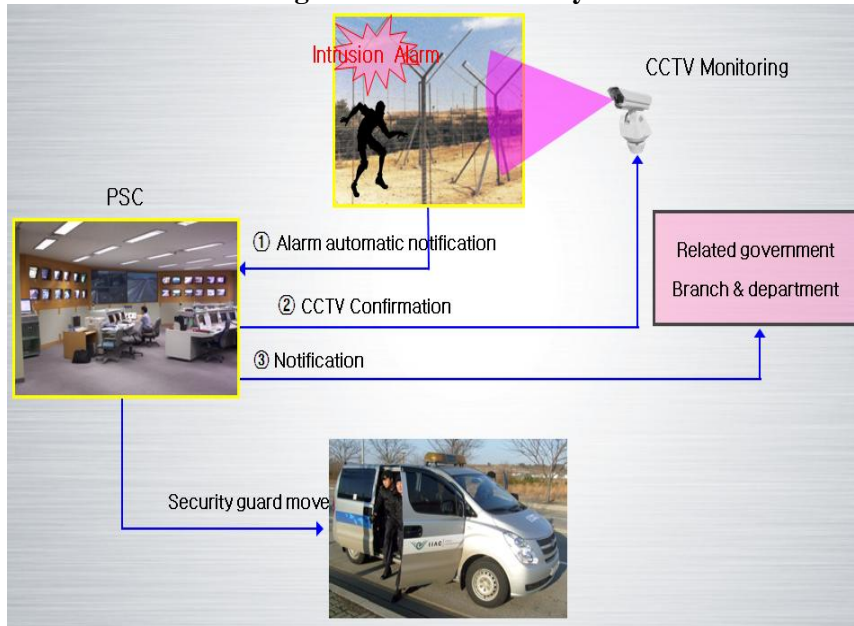 Intrusion Alarm
CCTV Monitoring
PSC
① Alarm automatic notification
Related government
Branch & department
② CCTV Confirmation
③ Notification
Security guard move
IIAC